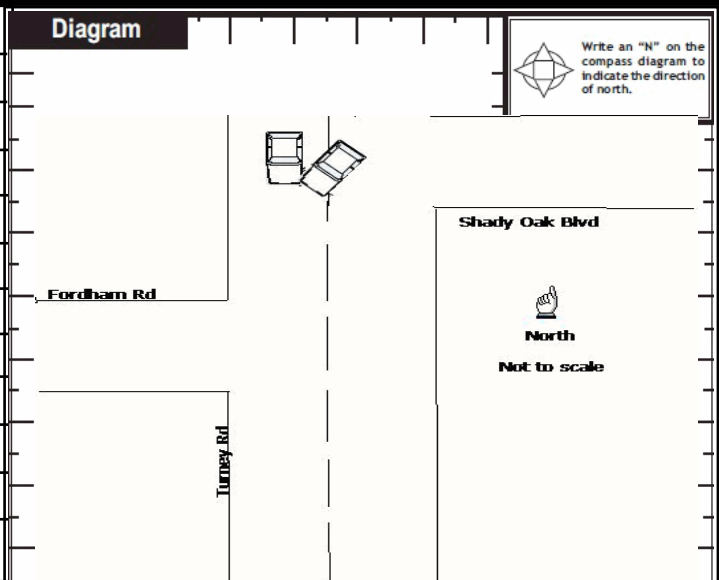 Diagram
Write an “N” on the
compass diagram to
indicate the direction
of north.
Shady Oak Blvd
Fordham Rd
North
Not to scale
Turney Rd